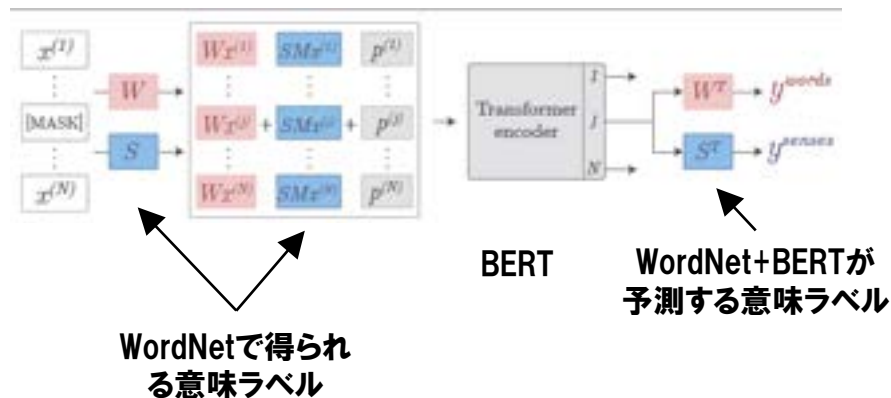 x^(1) Wx^(1) SMx^(1) p^(1)
⋮ W ⋮ ⋮ ⋮ 1 W^T y^words
[MASK] Wx^(j) + SMx^(j) + p^(j) Transformer encoder j
⋮ S ⋮ ⋮ ⋮ S^T y^senses
x^(N) Wx^(N) SMx^(N) p^(N) N
BERT
WordNet+BERTが
予測する意味ラベル
WordNetで得られ
る意味ラベル